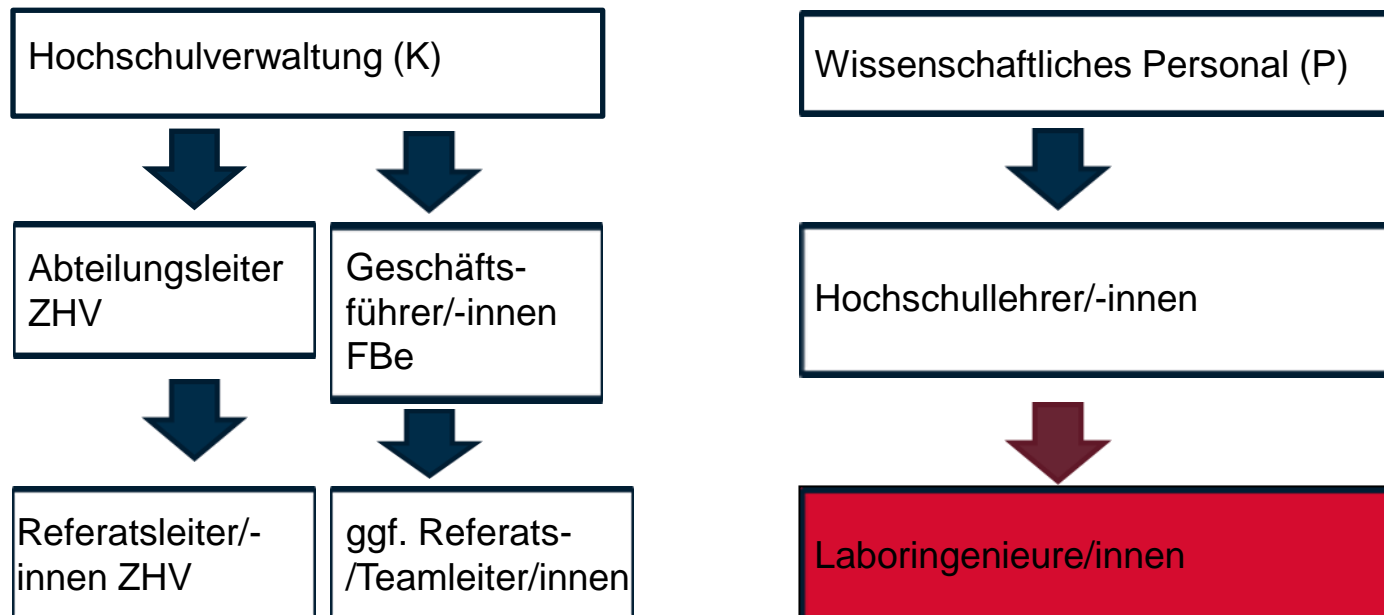 Hochschulverwaltung (K)
Wissenschaftliches Personal (P)
Abteilungsleiter
ZHV
Geschäfts-
führer/-innen
FBe
Hochschullehrer/-innen
Referatsleiter/-
innen ZHV
ggf. Referats-
/Teamleiter/innen
Laboringenieure/innen